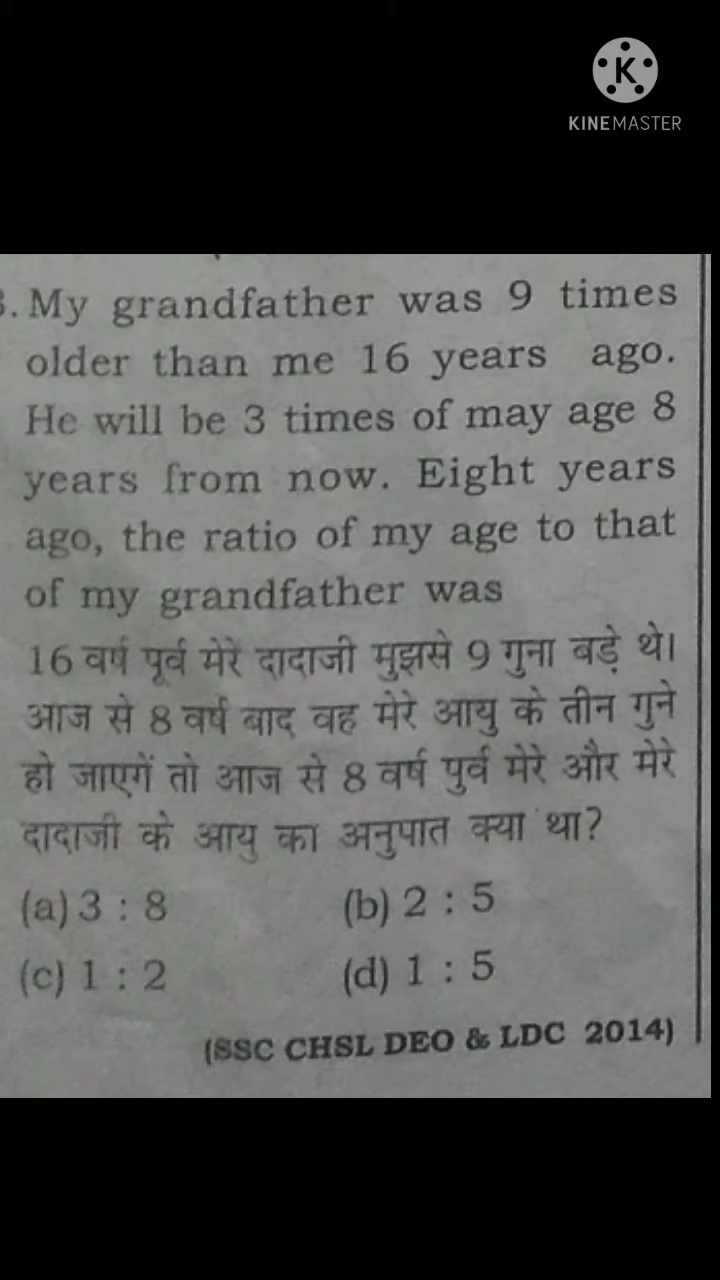 KINEMASTER
3. My grandfather was 9 times
older than me 16 years ago.
He will be 3 times of may age 8
years from now. Eight years
ago, the ratio of my age to that
of my grandfather was
16 वर्ष पूर्व मेरे दादाजी मुझसे 9 गुना बड़े थे।
आज से 8 वर्ष बाद वह मेरे आयु के तीन गुने
हो जाएगें तो आज से 8 वर्ष पुर्व मेरे और मेरे
दादाजी के आयु का अनुपात क्या था?
(a) 3 : 8 (b) 2 : 5
(c) 1 : 2 (d) 1 : 5
(SSC CHSL DEO & LDC 2014)